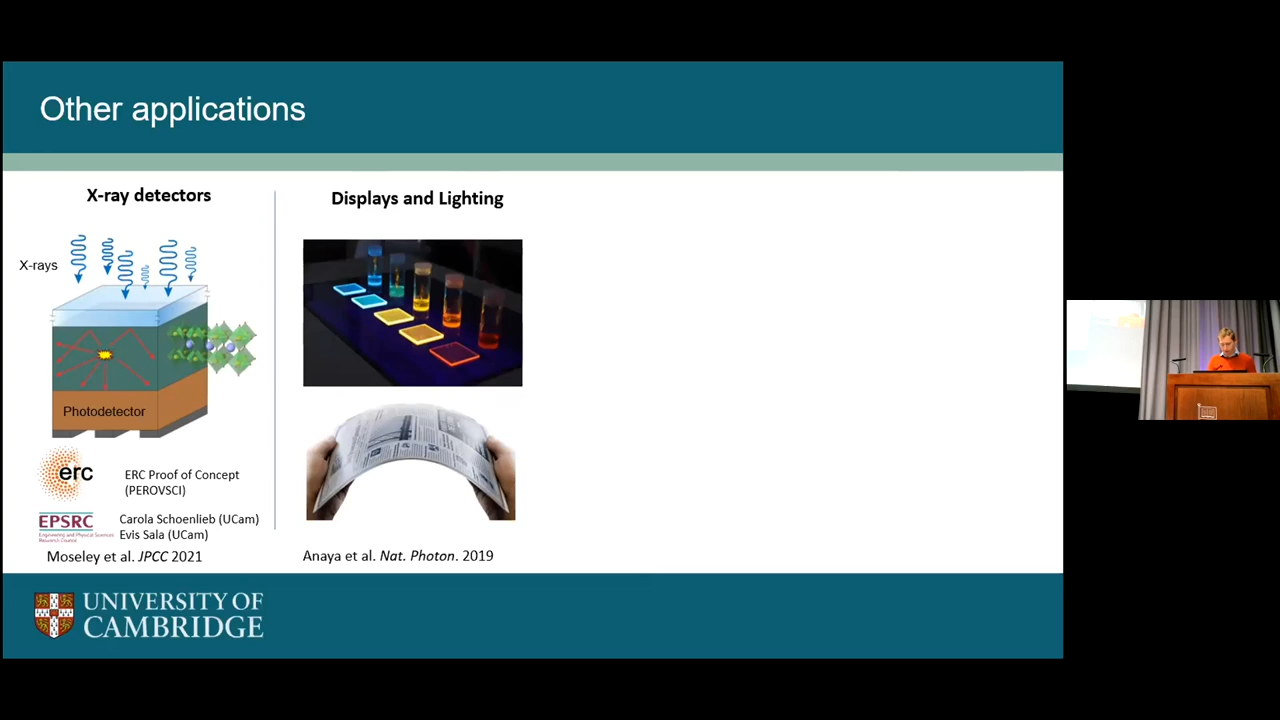 Other applications
X-ray detectors
X-rays
Photodetector
erc
ERC Proof of Concept
(PEROVSCI)
EPSRC
Engineering and Physical Sciences
Research Council
Carola Schoenlieb (UCam)
Evis Sala (UCam)
Moseley et al. JPCC 2021
Displays and Lighting
Anaya et al. Nat. Photon. 2019
UNIVERSITY OF
CAMBRIDGE